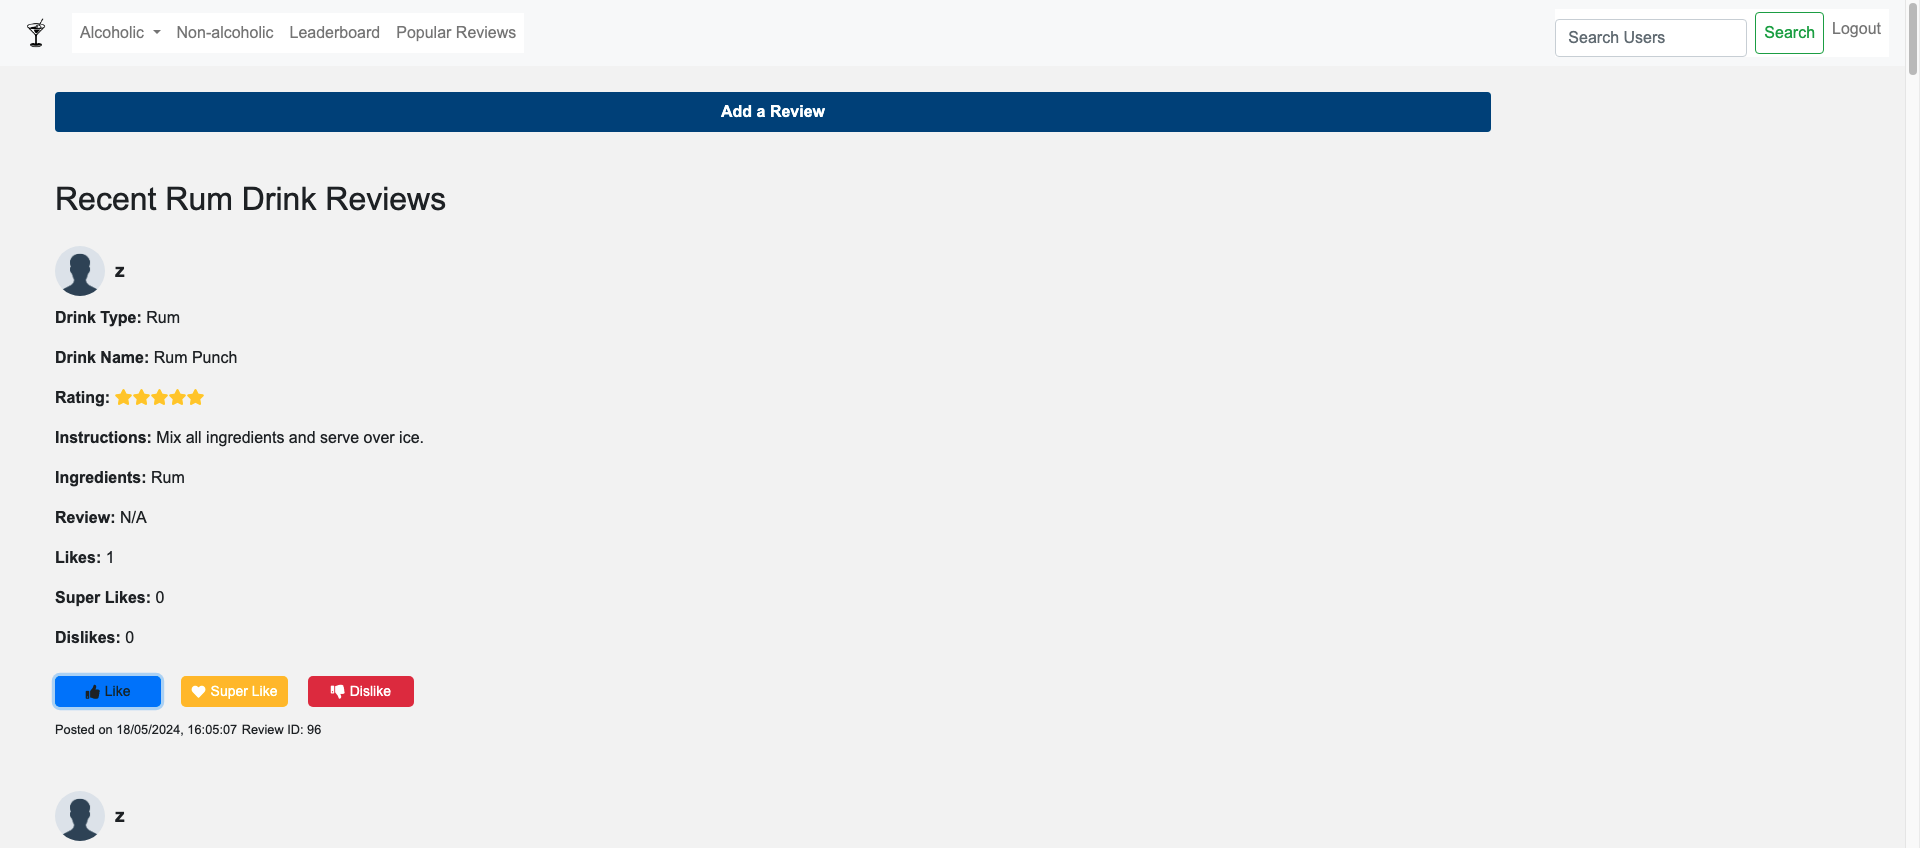 Alcoholic Non-alcoholic Leaderboard Popular Reviews Search Users Search Logout
Add a Review
Recent Rum Drink Reviews
z
Drink Type: Rum
Drink Name: Rum Punch
Rating:
Instructions: Mix all ingredients and serve over ice.
Ingredients: Rum
Review: N/A
Likes: 1
Super Likes: 0
Dislikes: 0
Like Super Like Dislike
Posted on 18/05/2024, 16:05:07 Review ID: 96
z